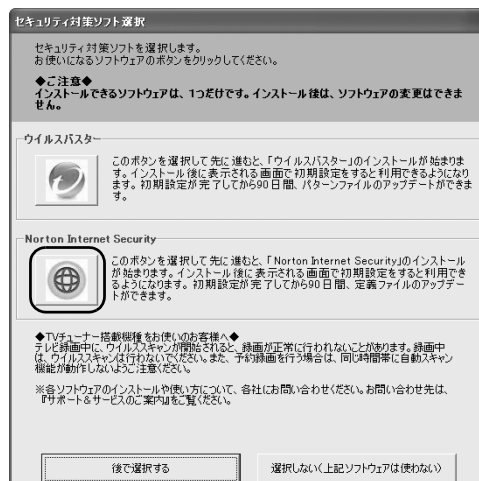 セキュリティ対策ソフト選択
セキュリティ対策ソフトを選択します。
お使いになるソフトウェアのボタンをクリックしてください。
◆ご注意◆
インストールできるソフトウェアは、1つだけです。インストール後は、ソフトウェアの変更はできま
せん。
ウイルスバスター
このボタンを選択して先に進むと、「ウイルスバスター」のインストールが始まりま
す。インストール後に表示される画面で初期設定をすると利用できるようになり
ます。初期設定が完了してから90日間、パターンファイルのアップデートができま
す。
Norton Internet Security
このボタンを選択して先に進むと、「Norton Internet Security」のインストール
が始まります。インストール後に表示される画面で初期設定をすると利用でき
るようになります。初期設定が完了してから90日間、定義ファイルのアップデー
トができます。
◆TVチューナー搭載機種をお使いのお客様へ◆
テレビ録画中に、ウイルススキャンが開始されると、録画が正常に行われないことがあります。録画中
は、ウイルススキャンは行わないでください。また、予約録画を行う場合は、同じ時間帯に自動スキャン
機能が動作しないようご注意ください。
※各ソフトウェアのインストールや使い方について、各社にお問い合わせください。お問い合わせ先は、
『サポート&サービスのご案内』をご覧ください。
後で選択する
選択しない(上記ソフトウェアは使わない)